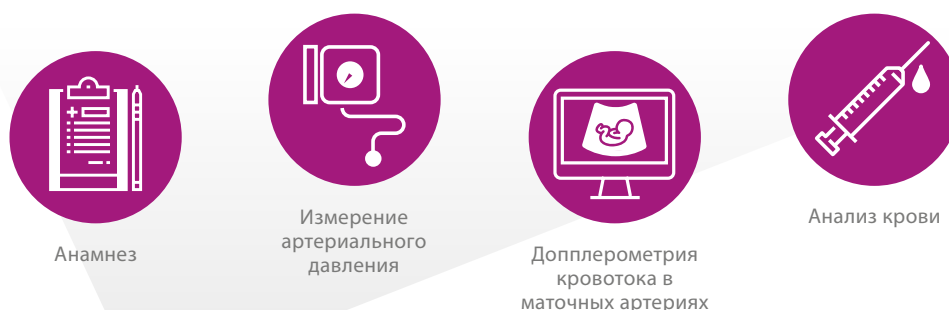 Анамнез
Измерение
артериального
давления
Допплерометрия
кровотока в
маточных артериях
Анализ крови